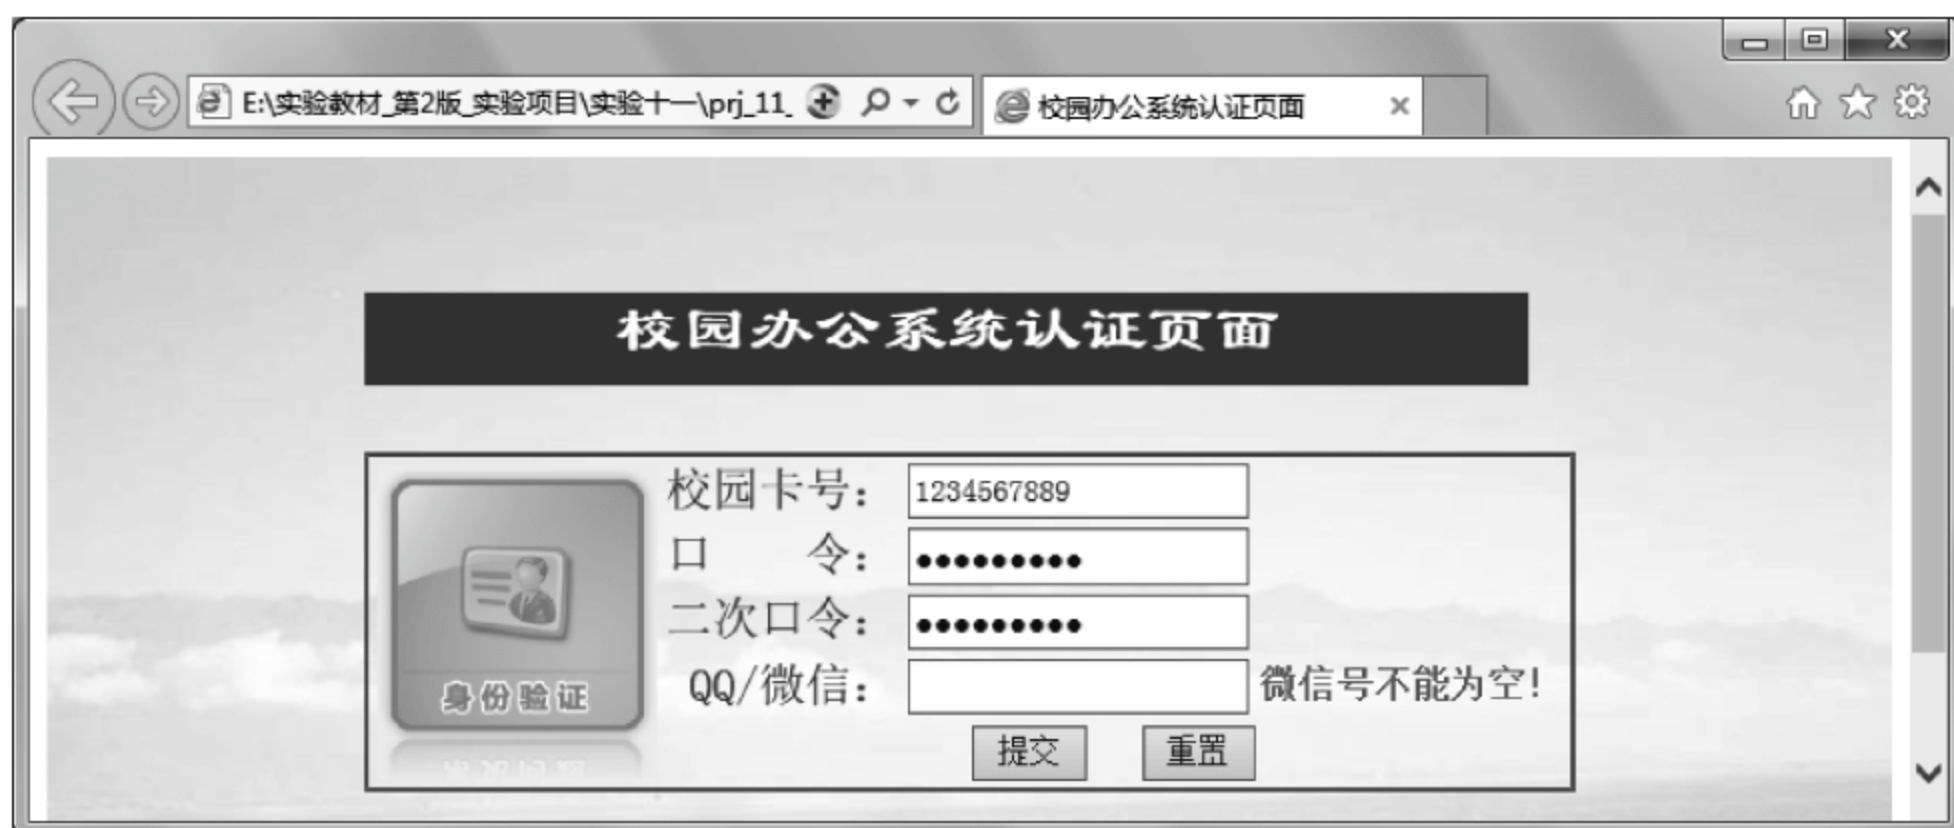 E:\实验教材_第2版_实验项目\实验十一\prj_11_
校园办公系统认证页面
校园办公系统认证页面
校园卡号： 1234567889
口 令： •••••••••
二次口令： •••••••••
QQ/微信： 微信号不能为空!
身份验证
提交 重置